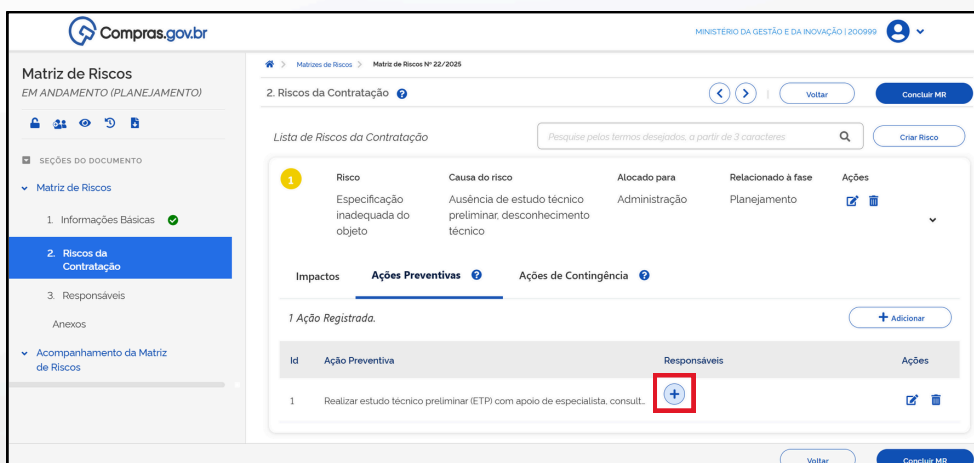 Compras.gov.br
MINISTÉRIO DA GESTÃO E DA INOVAÇÃO | 200999
Matriz de Riscos
EM ANDAMENTO (PLANEJAMENTO)
SEÇÕES DO DOCUMENTO
Matriz de Riscos
1. Informações Básicas
2. Riscos da
Contratação
3. Responsáveis
Anexos
Acompanhamento da Matriz
de Riscos
> Matrizes de Riscos > Matriz de Riscos Nº 22/2025
2. Riscos da Contratação ?
Voltar
Concluir MR
Lista de Riscos da Contratação
Pesquise pelos termos desejados, a partir de 3 caracteres
Criar Risco
1
Risco
Causa do risco
Alocado para
Relacionado à fase
Ações
Especificação
inadequada do
objeto
Ausência de estudo técnico
preliminar, desconhecimento
técnico
Administração
Planejamento
Impactos
Ações Preventivas ?
Ações de Contingência ?
1 Ação Registrada.
+ Adicionar
Id
Ação Preventiva
Responsáveis
Ações
1
Realizar estudo técnico preliminar (ETP) com apoio de especialista, consult...
+
Voltar
Concluir MR